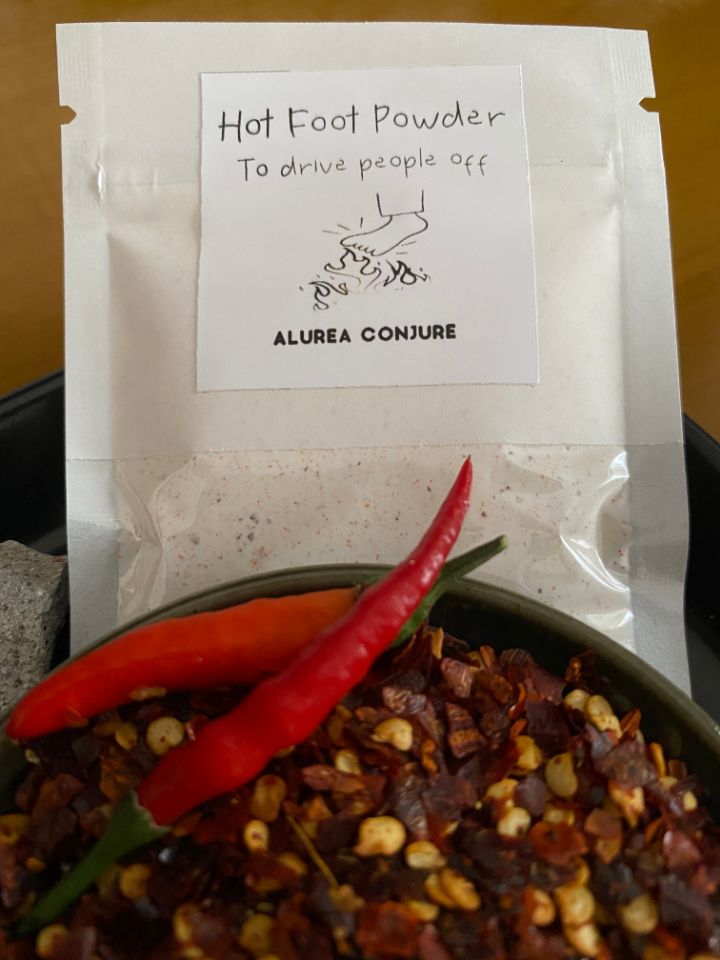 Hot Foot Powder
To drive people off
ALUREA CONJURE